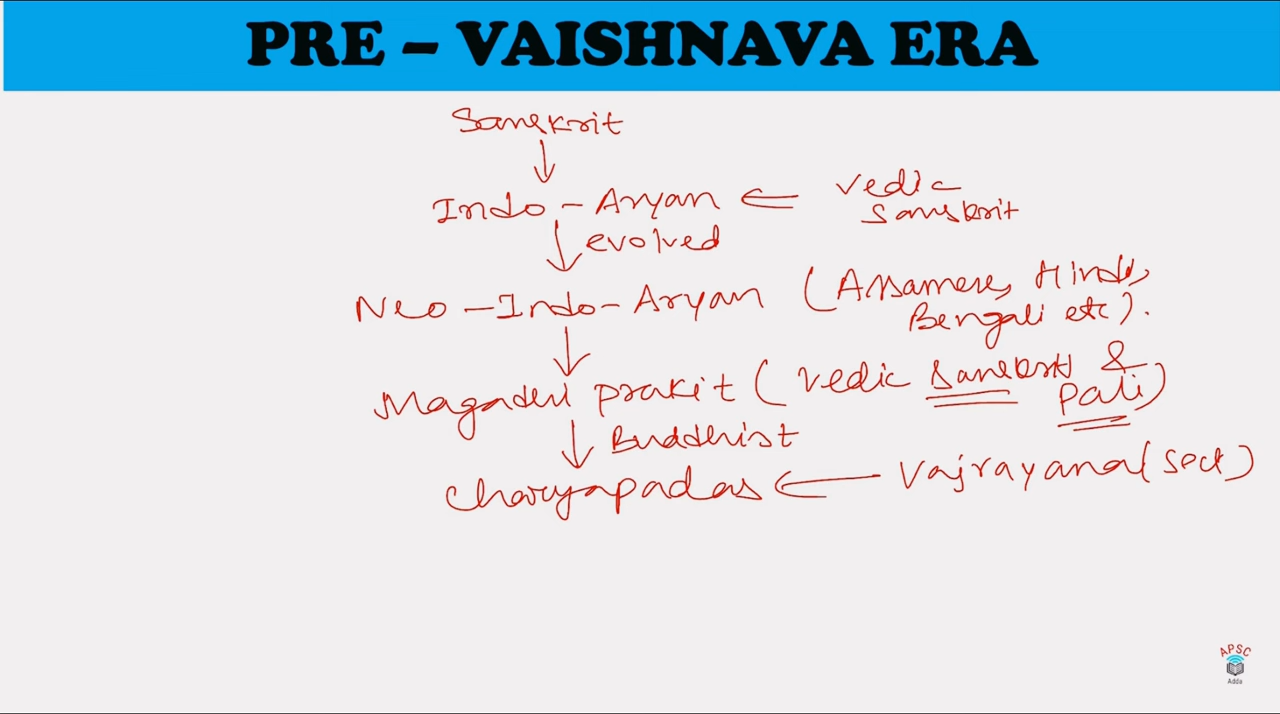 PRE – VAISHNAVA ERA
Sanskrit
↓
Indo - Aryan ⇐ Vedic Sanskrit
↓ evolved
Neo - Indo - Aryan (Assamese, Hindi, Bengali etc).
↓
Magadhi prakit (Vedic Sanskrit & Pali)
↓ Buddhist
Charyapadas ← Vajrayana (sect)
APSC
Adda